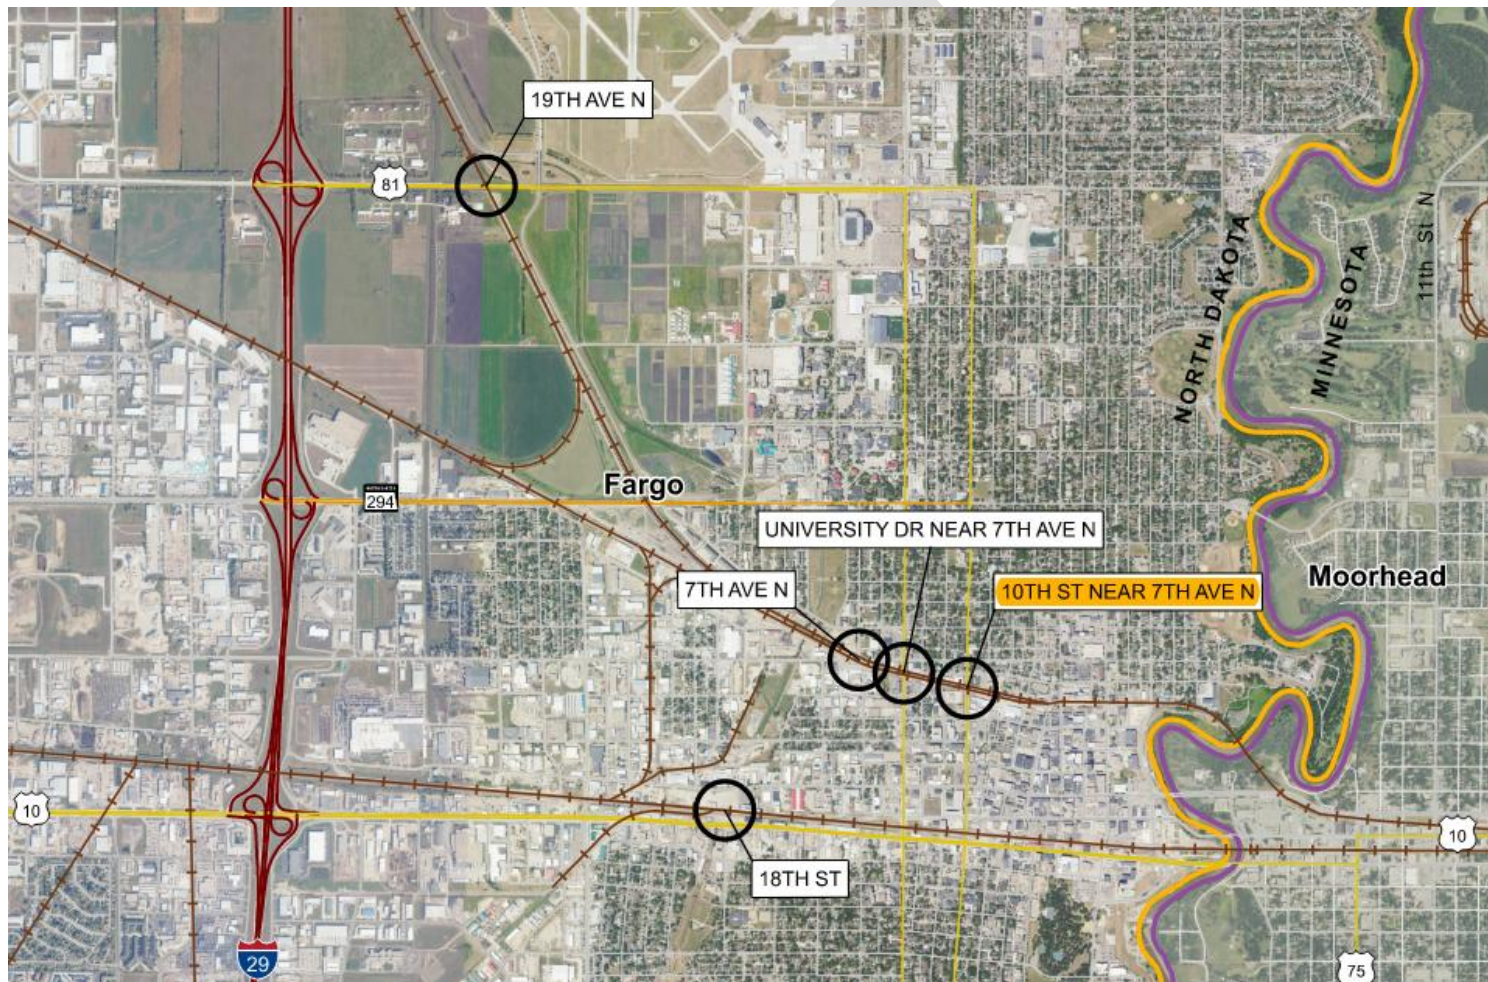 19TH AVE N
81
NORTH DAKOTA
MINNESOTA
11th St N
294
Fargo
UNIVERSITY DR NEAR 7TH AVE N
7TH AVE N
10TH ST NEAR 7TH AVE N
Moorhead
10
10
18TH ST
29
75